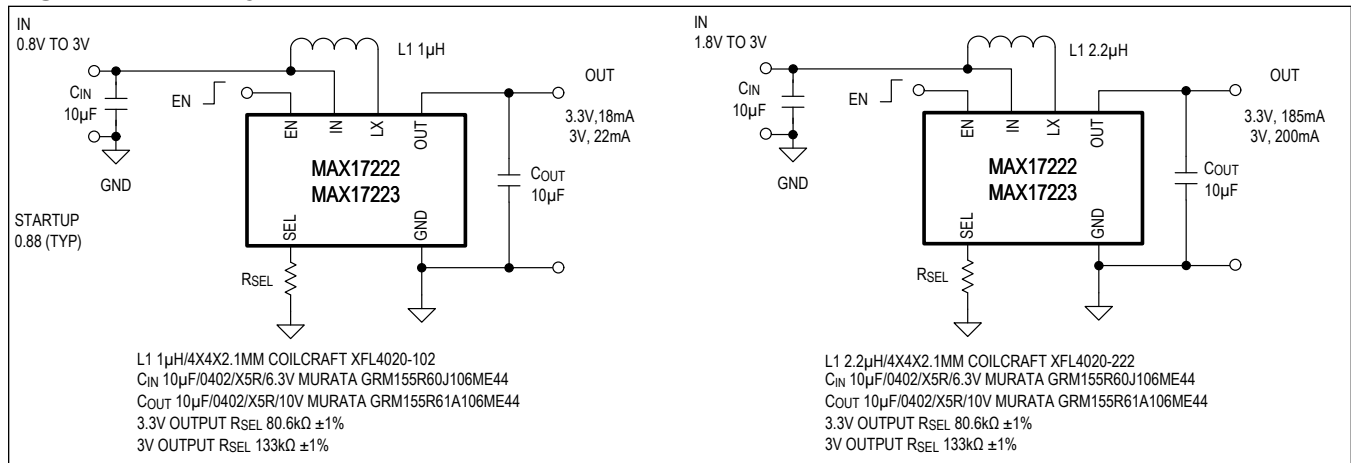 IN
0.8V TO 3V
L1 1µH
CIN
10µF
EN
OUT
3.3V,18mA
3V, 22mA
EN
IN
LX
OUT
MAX17222
MAX17223
COUT
10µF
GND
STARTUP
0.88 (TYP)
SEL
GND
RSEL
L1 1µH/4X4X2.1MM COILCRAFT XFL4020-102
CIN 10µF/0402/X5R/6.3V MURATA GRM155R60J106ME44
COUT 10µF/0402/X5R/10V MURATA GRM155R61A106ME44
3.3V OUTPUT RSEL 80.6kΩ ±1%
3V OUTPUT RSEL 133kΩ ±1%
IN
1.8V TO 3V
L1 2.2µH
CIN
10µF
EN
OUT
3.3V, 185mA
3V, 200mA
EN
IN
LX
OUT
MAX17222
MAX17223
COUT
10µF
GND
SEL
GND
RSEL
L1 2.2µH/4X4X2.1MM COILCRAFT XFL4020-222
CIN 10µF/0402/X5R/6.3V MURATA GRM155R60J106ME44
COUT 10µF/0402/X5R/10V MURATA GRM155R61A106ME44
3.3V OUTPUT RSEL 80.6kΩ ±1%
3V OUTPUT RSEL 133kΩ ±1%